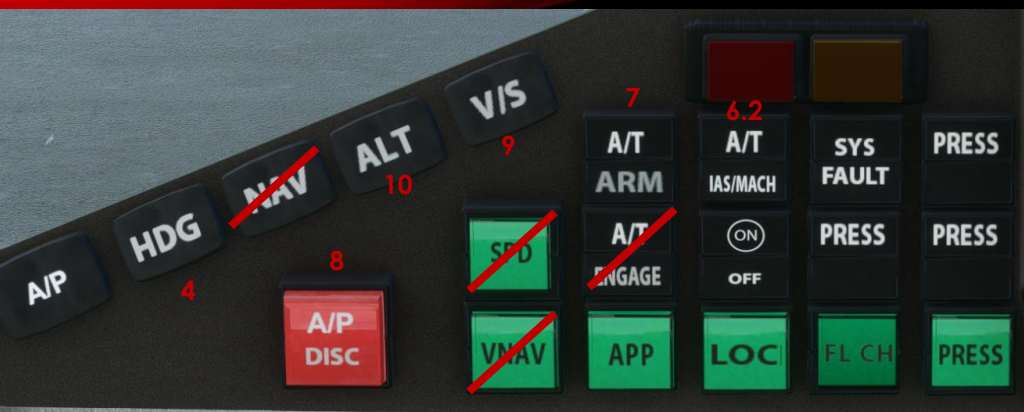 V/S
9
ALT
10
NAV
HDG
4
A/P
8
A/P
DISC
7
A/T
ARM
6.2
A/T
IAS/MACH
SYS
FAULT
PRESS
SPD
A/T
ENGAGE
ON
OFF
PRESS
PRESS
VNAV
APP
LOC
FL CH
PRESS